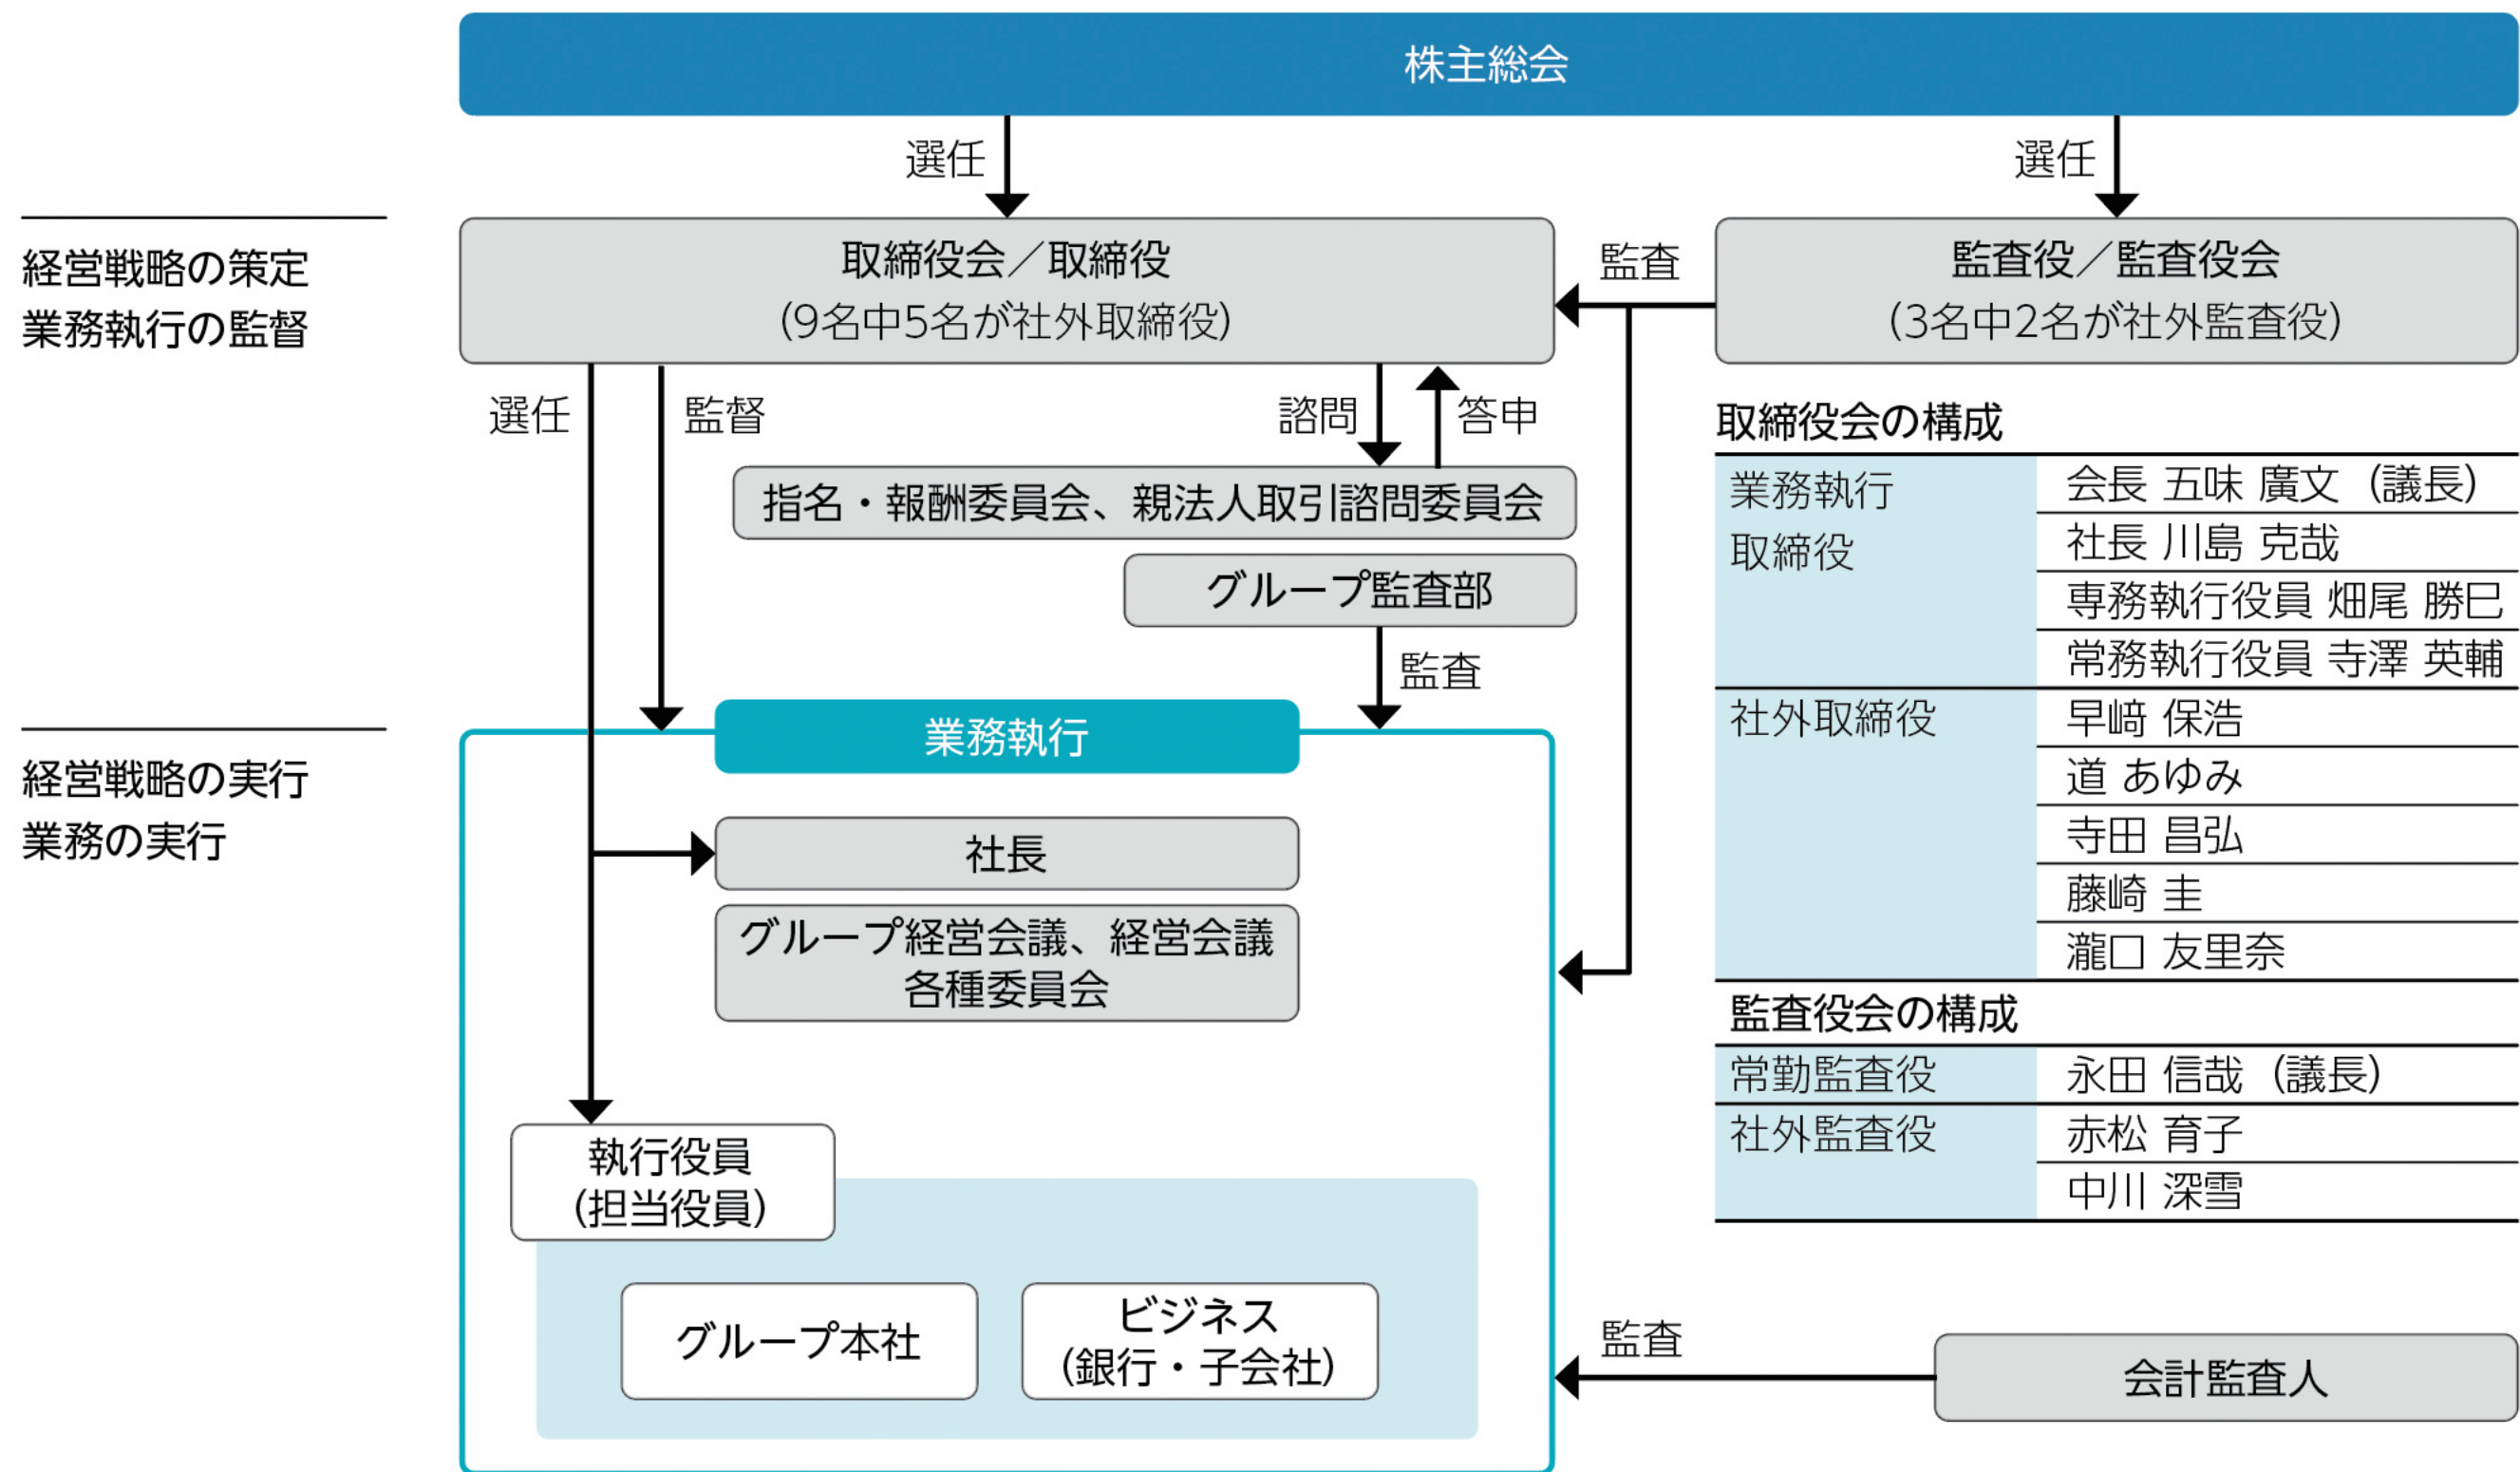 株主総会
選任
選任
経営戦略の策定
業務執行の監督
取締役会／取締役
(9名中5名が社外取締役)
監査
監査役／監査役会
(3名中2名が社外監査役)
選任
監督
諮問
答申
指名・報酬委員会、親法人取引諮問委員会
グループ監査部
監査
経営戦略の実行
業務の実行
業務執行
社長
グループ経営会議、経営会議
各種委員会
執行役員
(担当役員)
グループ本社
ビジネス
(銀行・子会社)
取締役会の構成
業務執行
取締役
会長 五味 廣文（議長）
社長 川島 克哉
専務執行役員 畑尾 勝巳
常務執行役員 寺澤 英輔
社外取締役
早﨑 保浩
道 あゆみ
寺田 昌弘
藤崎 圭
瀧口 友里奈
監査役会の構成
常勤監査役
永田 信哉（議長）
社外監査役
赤松 育子
中川 深雪
監査
会計監査人